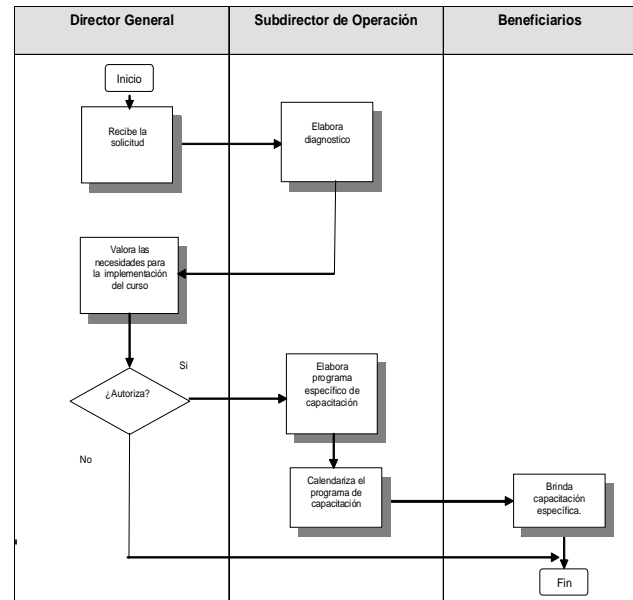 Director General
Subdirector de Operación
Beneficiarios
Inicio
Recibe la
solicitud
Elabora
diagnostico
Valora las
necesidades para
la implementación
del curso
Si
¿Autoriza?
Elabora
programa
específico de
capacitación
No
Calendariza el
programa de
capacitación
Brinda
capacitación
específica.
Fin